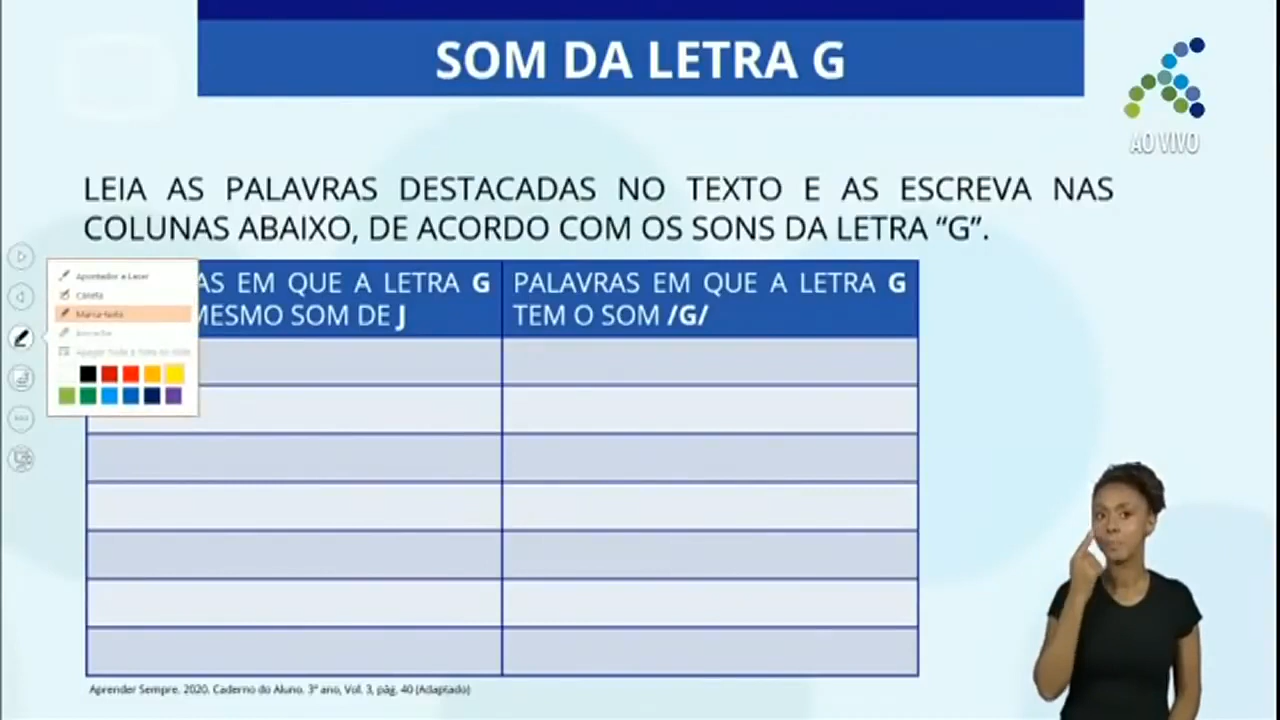 SOM DA LETRA G
AO VIVO
LEIA AS PALAVRAS DESTACADAS NO TEXTO E AS ESCREVA NAS
COLUNAS ABAIXO, DE ACORDO COM OS SONS DA LETRA “G”.
Apontador a Laser
Caneta
Marca-texto
AS EM QUE A LETRA G
MESMO SOM DE J
PALAVRAS EM QUE A LETRA G
TEM O SOM /G/
Aprender Sempre, 2020. Caderno do Aluno. 3º ano, Vol. 3, pág. 40 (Adaptado)